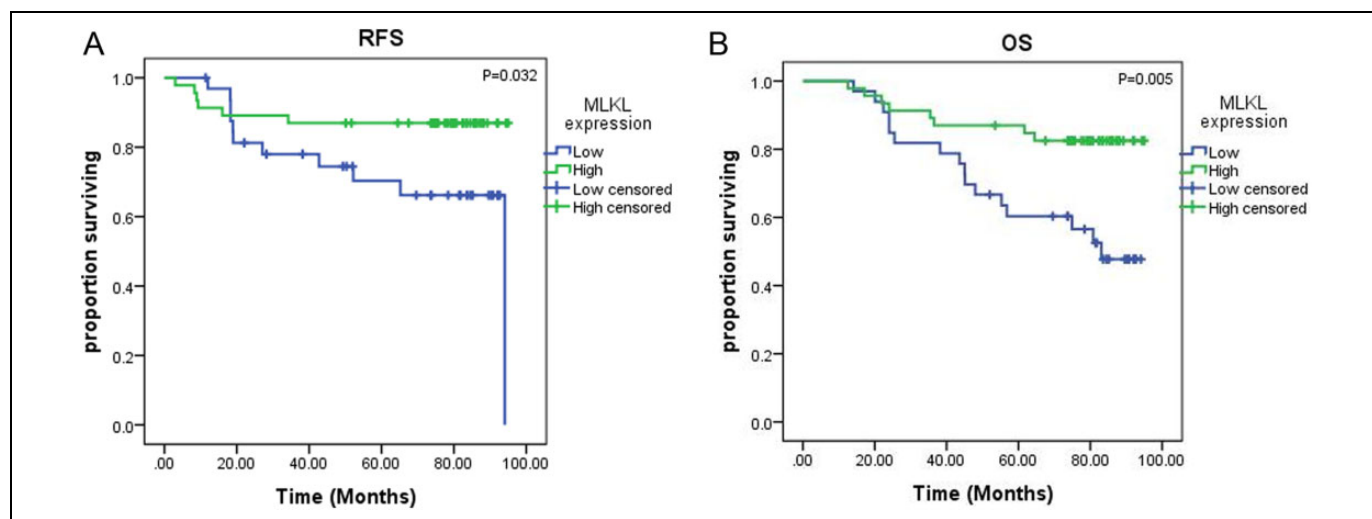 A
RFS
P=0.032
MLKL
expression
Low
High
Low censored
High censored
proportion surviving
1.0
0.8
0.6
0.4
0.2
0.0
.00 20.00 40.00 60.00 80.00 100.00
Time (Months)
B
OS
P=0.005
MLKL
expression
Low
High
Low censored
High censored
proportion surviving
1.0
0.8
0.6
0.4
0.2
0.0
.00 20.00 40.00 60.00 80.00 100.00
Time (Months)